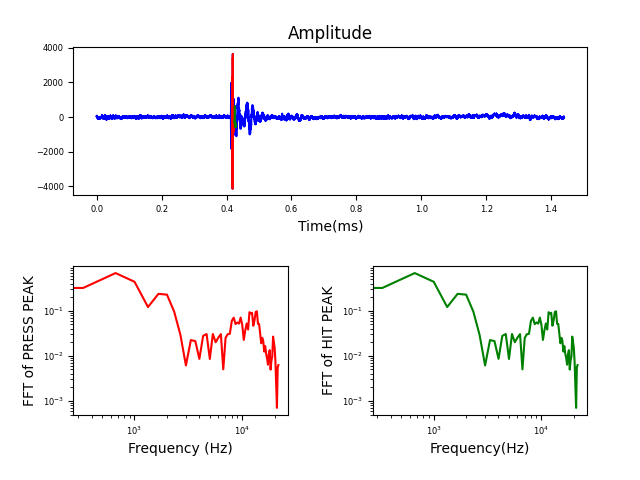 Amplitude
4000
2000
0
−2000
−4000
0.0 0.2 0.4 0.6 0.8 1.0 1.2 1.4
Time(ms)
FFT of PRESS PEAK
10⁻¹
10⁻²
10⁻³
10³ 10⁴
Frequency (Hz)
FFT of HIT PEAK
10⁻¹
10⁻²
10⁻³
10³ 10⁴
Frequency(Hz)